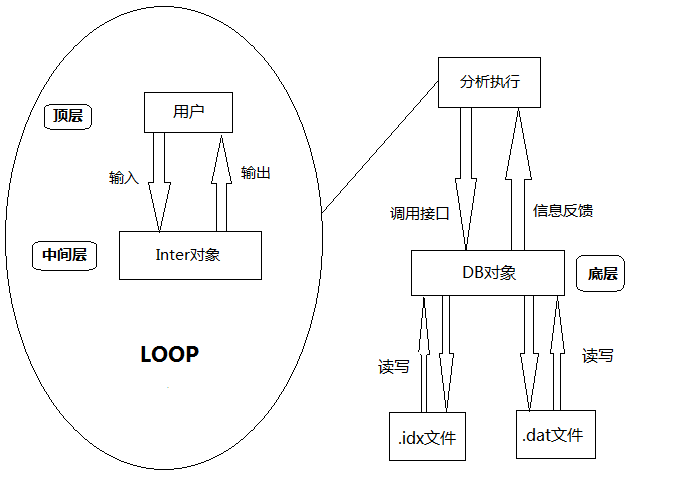 顶层
用户
输入
输出
中间层
Inter对象
LOOP
分析执行
调用接口
信息反馈
DB对象
底层
读写
读写
.idx文件
.dat文件